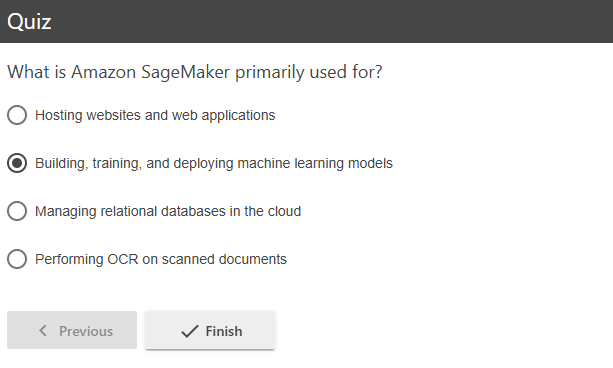 Quiz
What is Amazon SageMaker primarily used for?
Hosting websites and web applications
Building, training, and deploying machine learning models
Managing relational databases in the cloud
Performing OCR on scanned documents
Previous
Finish